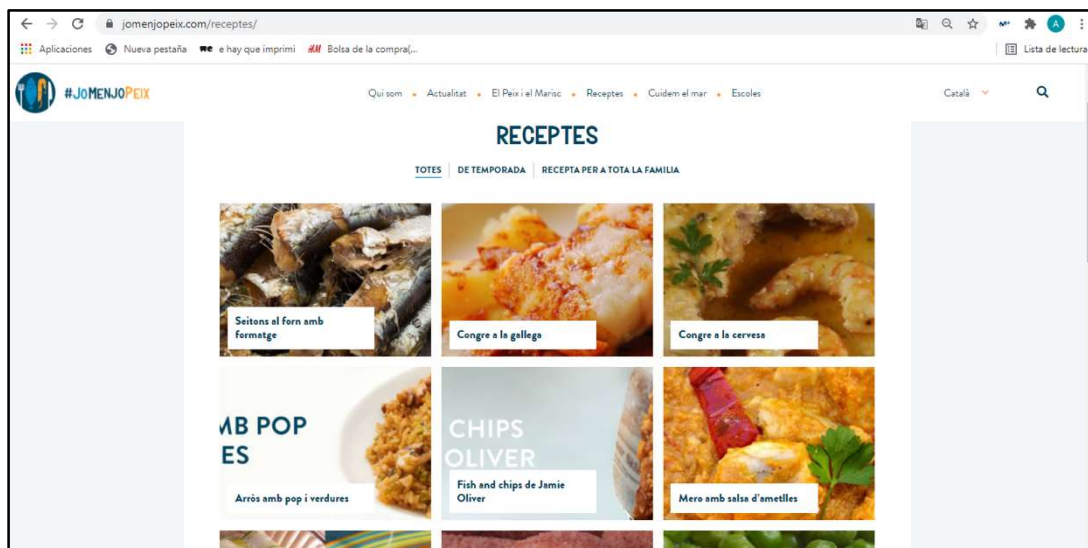 jomenjopeix.com/receptes/
A
Aplicaciones Nueva pestaña e hay que imprimi H&M Bolsa de la compra(... Lista de lectura
#JOMENJOPEIX Qui som Actualitat El Peix i el Marisc Receptes Cuidem el mar Escoles Català
RECEPTES
TOTES DE TEMPORADA RECEPTA PER A TOTA LA FAMILIA
Seitons al forn amb
formatge
Congre a la gallega
Congre a la cervesa
MB POP
ES
Arròs amb pop i verdures
CHIPS
OLIVER
Fish and chips de Jamie
Oliver
Mero amb salsa d'ametlles